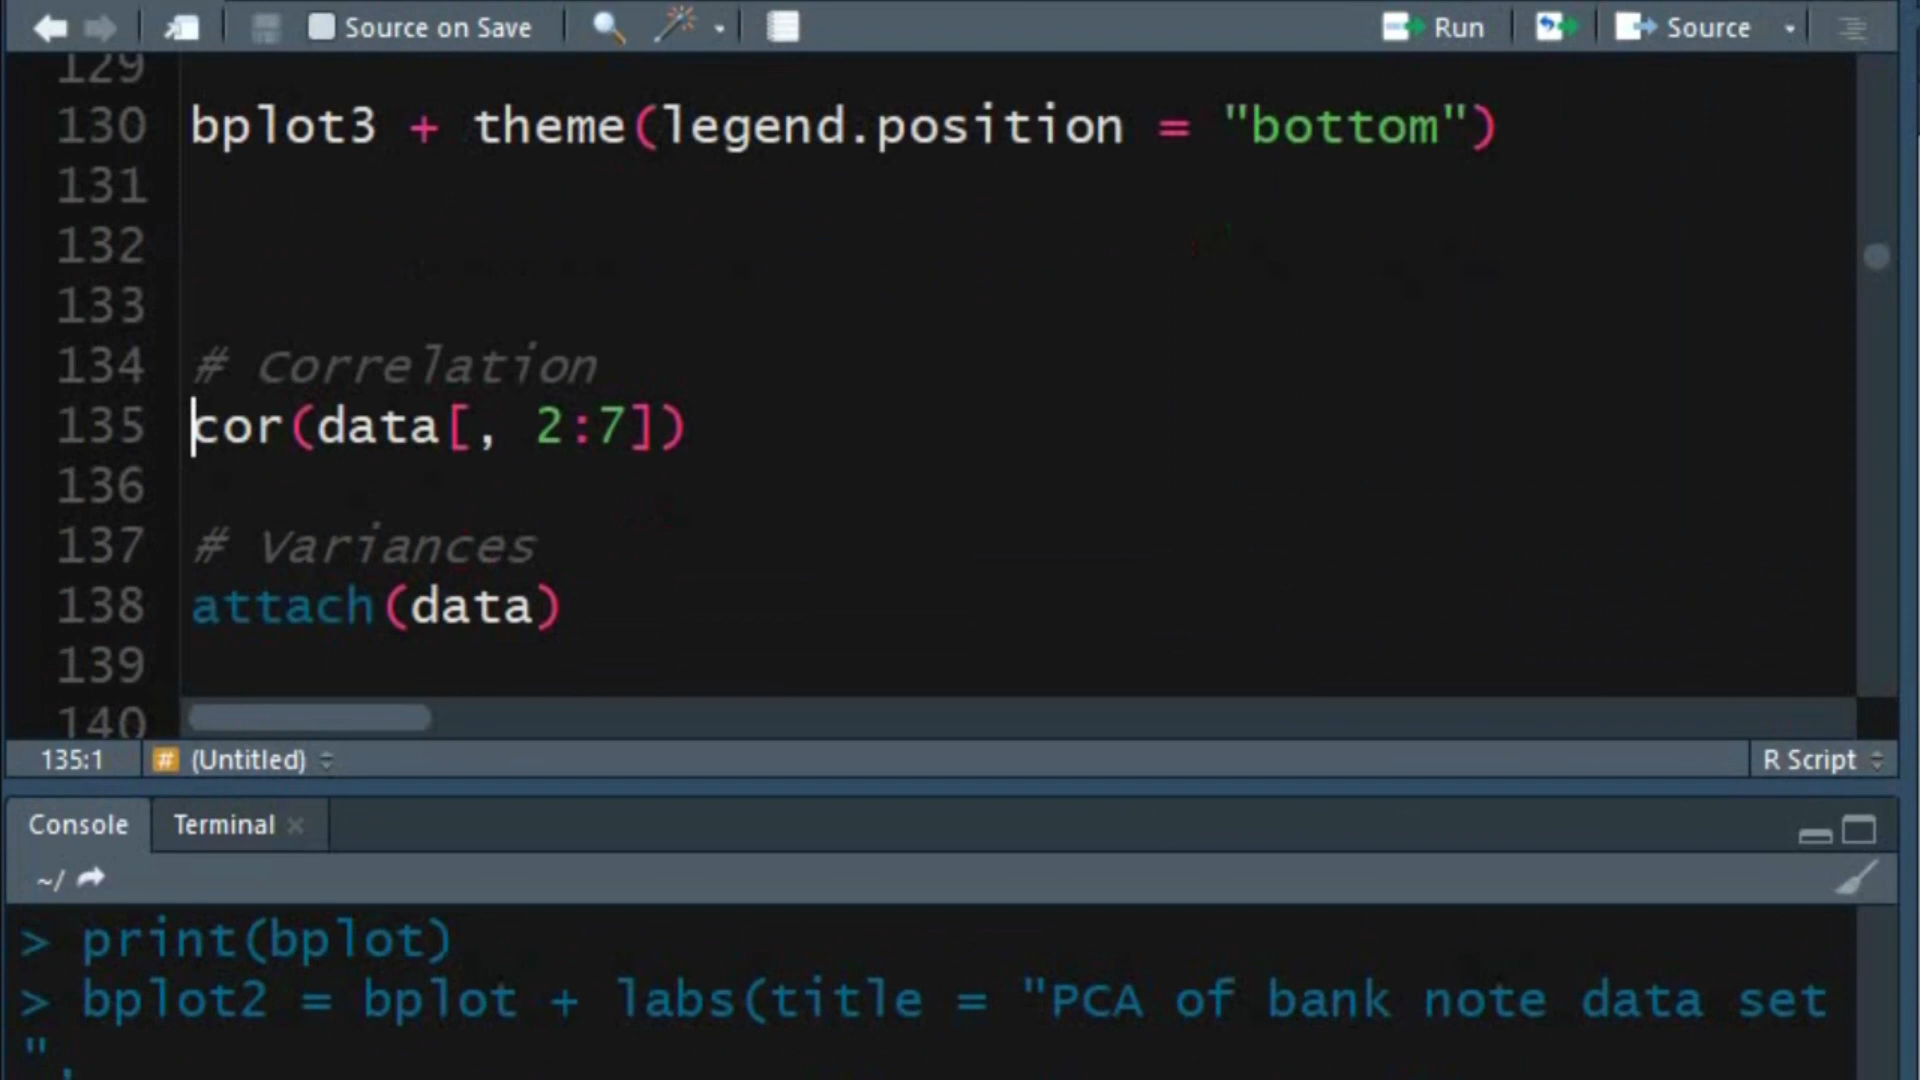 Source on Save Run Source
129
130 bplot3 + theme(legend.position = "bottom")
131
132
133
134 # Correlation
135 cor(data[, 2:7])
136
137 # Variances
138 attach(data)
139
140
135:1 # (Untitled) R Script
Console Terminal
~/
> print(bplot)
> bplot2 = bplot + labs(title = "PCA of bank note data set
",